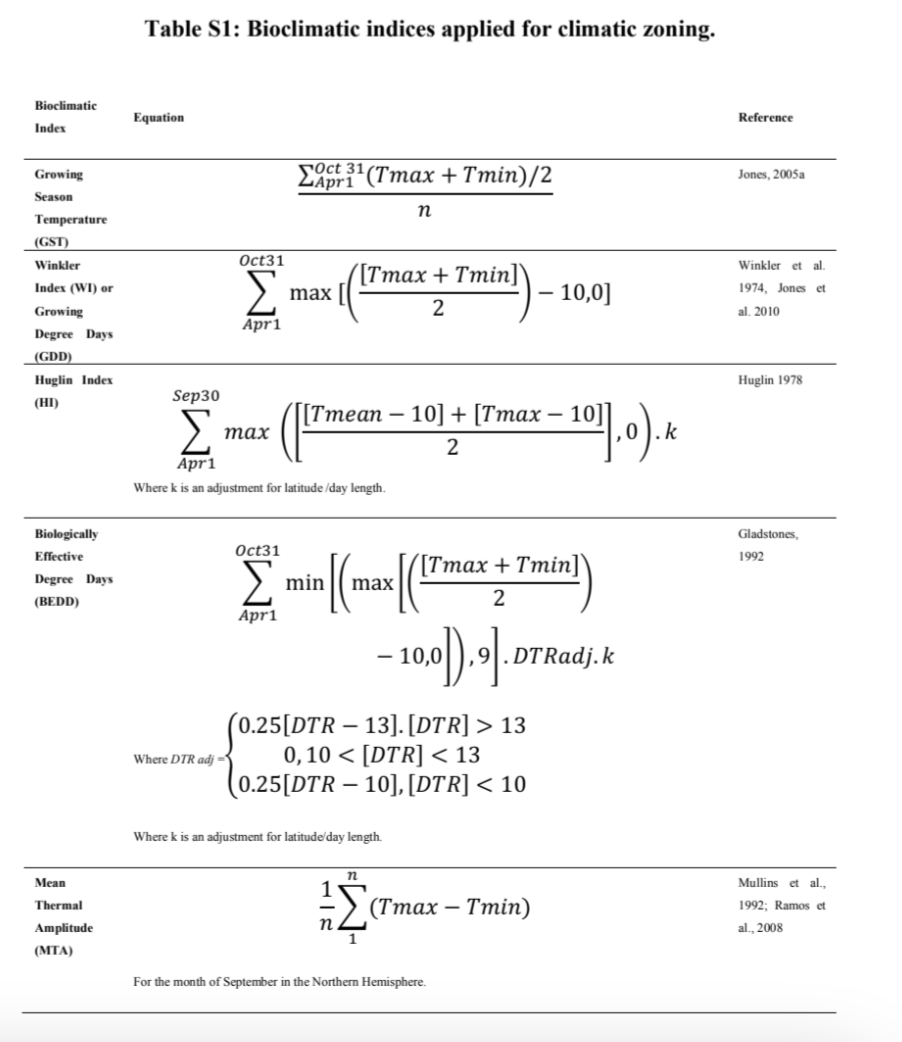 Table S1: Bioclimatic indices applied for climatic zoning.
Bioclimatic
Index
Equation
Reference
Growing
Season
Temperature
(GST)
∑Oct 31 Apr1 (Tmax + Tmin)/2
n
Jones, 2005a
Winkler
Index (WI) or
Growing
Degree Days
(GDD)
Oct31
∑ max [( [Tmax + Tmin] / 2 ) − 10,0]
Apr1
Winkler et al.
1974, Jones et
al. 2010
Huglin Index
(HI)
Sep30
∑ max ([ [Tmean − 10] + [Tmax − 10] / 2 ],0).k
Apr1
Where k is an adjustment for latitude /day length.
Huglin 1978
Biologically
Effective
Degree Days
(BEDD)
Oct31
∑ min [( max [( [Tmax + Tmin] / 2 )
Apr1
− 10,0]),9].DTRadj.k
Where DTR adj = {
0.25[DTR − 13].[DTR] > 13
0,10 < [DTR] < 13
0.25[DTR − 10],[DTR] < 10
Where k is an adjustment for latitude/day length.
Gladstones,
1992
Mean
Thermal
Amplitude
(MTA)
n
1/n ∑ (Tmax − Tmin)
1
For the month of September in the Northern Hemisphere.
Mullins et al.,
1992; Ramos et
al., 2008